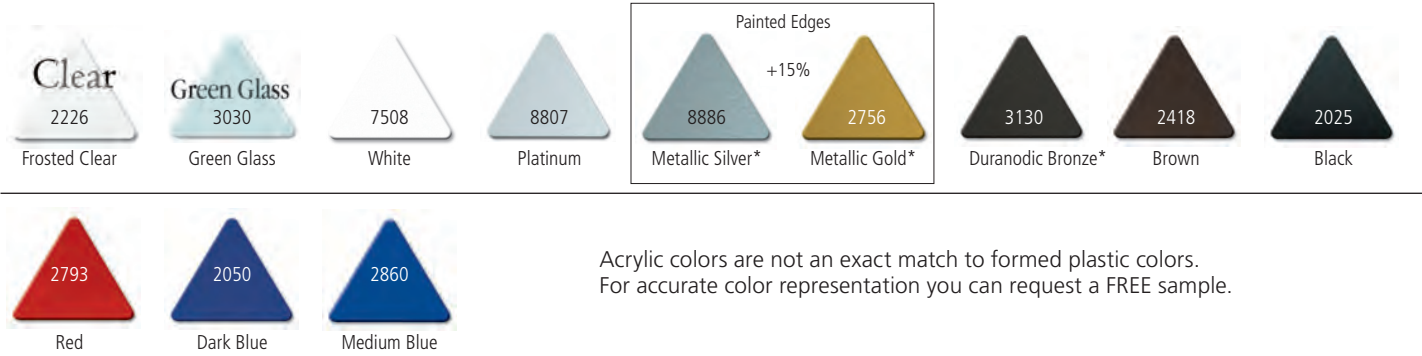 Painted Edges
+15%
Clear
2226
Green Glass
3030
7508
8807
8886
2756
3130
2418
2025
Frosted Clear
Green Glass
White
Platinum
Metallic Silver*
Metallic Gold*
Duranodic Bronze*
Brown
Black
2793
2050
2860
Red
Dark Blue
Medium Blue
Acrylic colors are not an exact match to formed plastic colors.
For accurate color representation you can request a FREE sample.